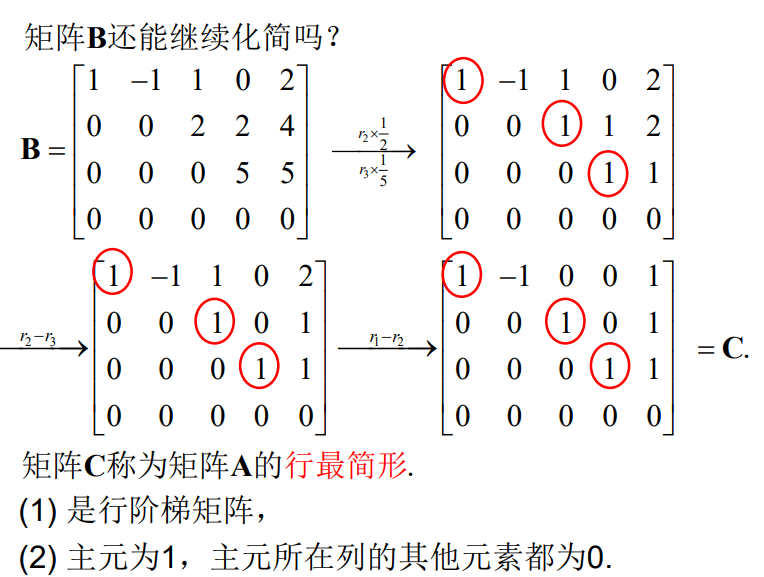 矩阵B还能继续化简吗?
B = [1 −1 1 0 2; 0 0 2 2 4; 0 0 0 5 5; 0 0 0 0 0] r₂×1/2 r₃×1/5 → [1 −1 1 0 2; 0 0 1 1 2; 0 0 0 1 1; 0 0 0 0 0]
r₂−r₃ → [1 −1 1 0 2; 0 0 1 0 1; 0 0 0 1 1; 0 0 0 0 0] r₁−r₂ → [1 −1 0 0 1; 0 0 1 0 1; 0 0 0 1 1; 0 0 0 0 0] = C.
矩阵C称为矩阵A的行最简形.
(1) 是行阶梯矩阵，
(2) 主元为1，主元所在列的其他元素都为0.